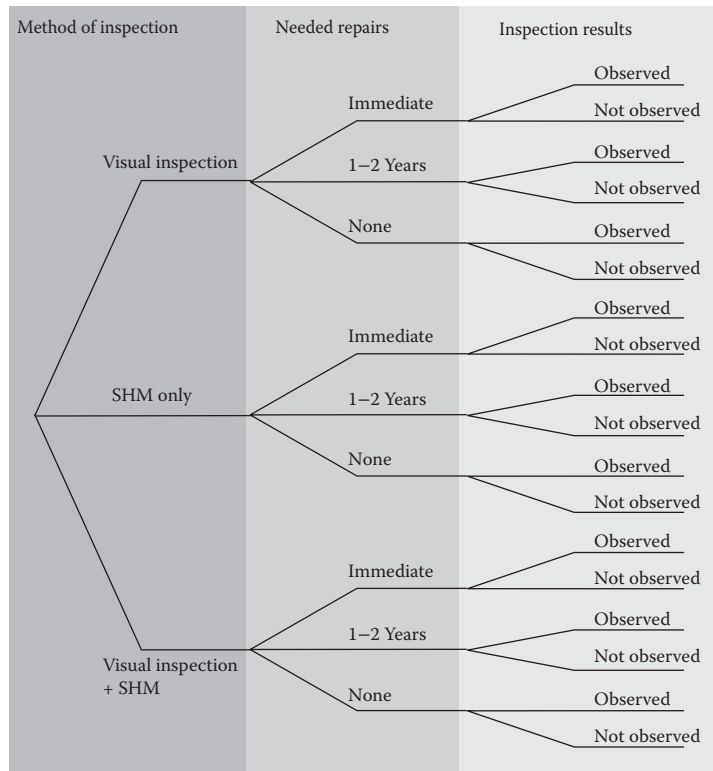 Method of inspection
Needed repairs
Inspection results
Visual inspection
Immediate
Observed
Not observed
1–2 Years
Observed
Not observed
None
Observed
Not observed
SHM only
Immediate
Observed
Not observed
1–2 Years
Observed
Not observed
None
Observed
Not observed
Visual inspection
+ SHM
Immediate
Observed
Not observed
1–2 Years
Observed
Not observed
None
Observed
Not observed